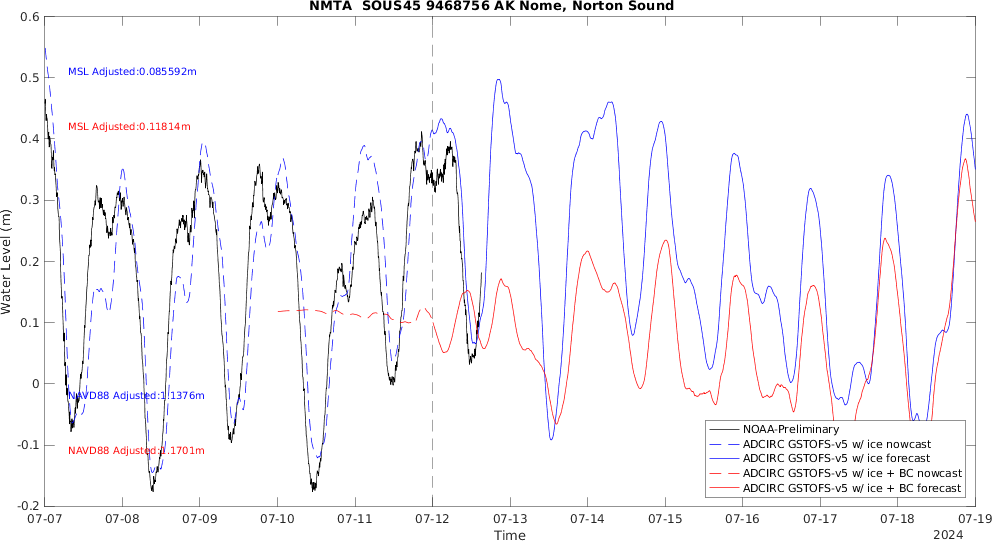 NMTA SOUS45 9468756 AK Nome, Norton Sound
0.6
0.5
0.4
0.3
0.2
0.1
0
-0.1
-0.2
Water Level (m)
MSL Adjusted:0.085592m
MSL Adjusted:0.11814m
NAVD88 Adjusted:1.1376m
NAVD88 Adjusted:1.1701m
NOAA-Preliminary
ADCIRC GSTOFS-v5 w/ ice nowcast
ADCIRC GSTOFS-v5 w/ ice forecast
ADCIRC GSTOFS-v5 w/ ice + BC nowcast
ADCIRC GSTOFS-v5 w/ ice + BC forecast
07-07 07-08 07-09 07-10 07-11 07-12 07-13 07-14 07-15 07-16 07-17 07-18 07-19
Time
2024